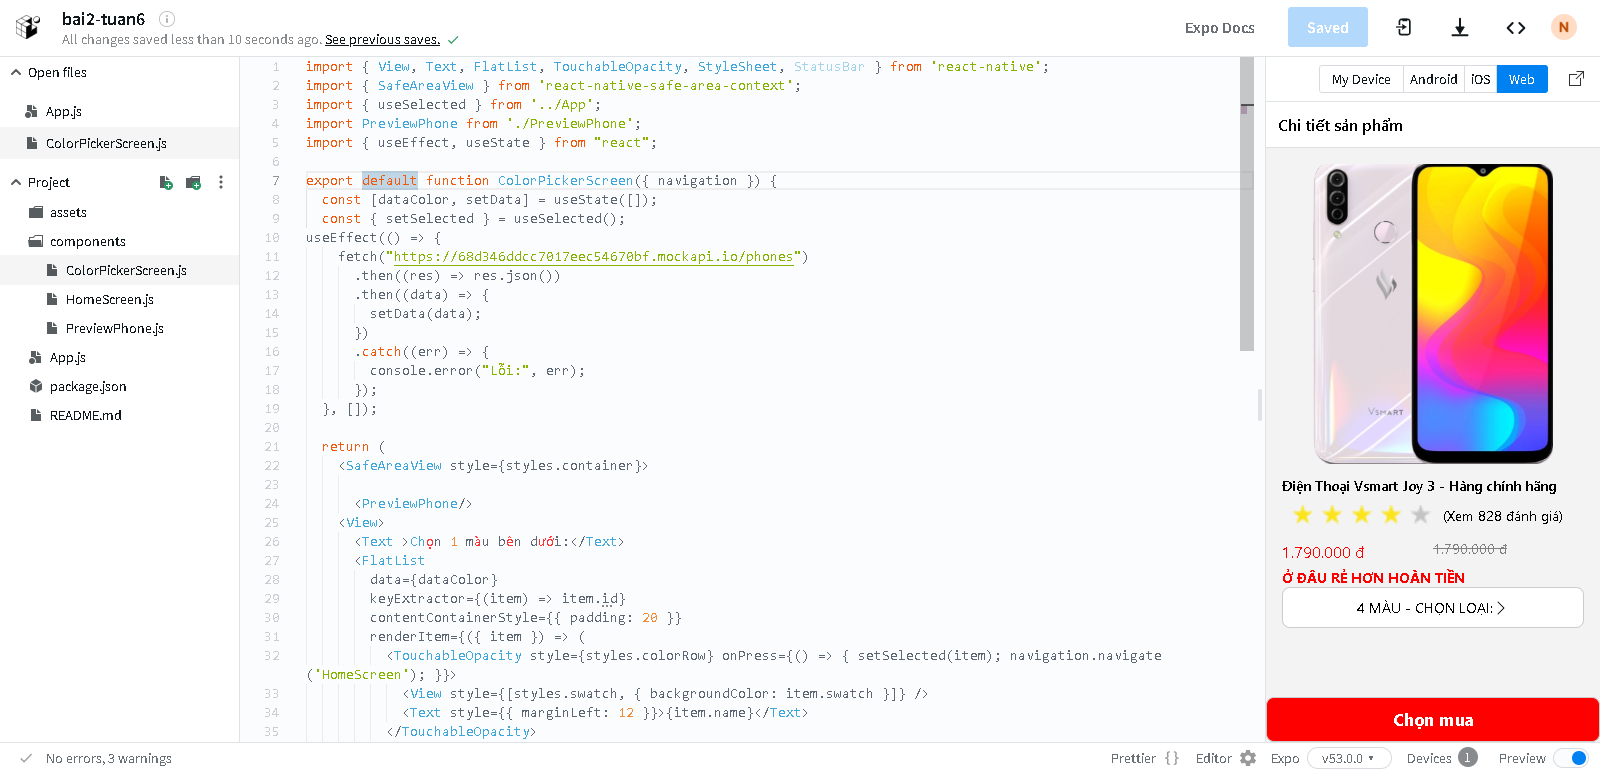 bai2-tuan6
All changes saved less than 10 seconds ago. See previous saves.
Expo Docs
Saved
N
Open files
App.js
ColorPickerScreen.js
Project
assets
components
ColorPickerScreen.js
HomeScreen.js
PreviewPhone.js
App.js
package.json
README.md
1 import { View, Text, FlatList, TouchableOpacity, StyleSheet, StatusBar } from 'react-native';
2 import { SafeAreaView } from 'react-native-safe-area-context';
3 import { useSelected } from '../App';
4 import PreviewPhone from './PreviewPhone';
5 import { useEffect, useState } from "react";
6
7 export default function ColorPickerScreen({ navigation }) {
8 const [dataColor, setData] = useState([]);
9 const { setSelected } = useSelected();
10 useEffect(() => {
11 fetch("https://68d346ddcc7017eec54670bf.mockapi.io/phones")
12 .then((res) => res.json())
13 .then((data) => {
14 setData(data);
15 })
16 .catch((err) => {
17 console.error("Lỗi:", err);
18 });
19 }, []);
20
21 return (
22 <SafeAreaView style={styles.container}>
23
24 <PreviewPhone/>
25 <View>
26 <Text >Chọn 1 màu bên dưới:</Text>
27 <FlatList
28 data={dataColor}
29 keyExtractor={(item) => item.id}
30 contentContainerStyle={{ padding: 20 }}
31 renderItem={({ item }) => (
32 <TouchableOpacity style={styles.colorRow} onPress={() => { setSelected(item); navigation.navigate
('HomeScreen'); }}>
33 <View style={[styles.swatch, { backgroundColor: item.swatch }]} />
34 <Text style={{ marginLeft: 12 }}>{item.name}</Text>
35 </TouchableOpacity>
My Device Android iOS Web
Chi tiết sản phẩm
VSMART
Điện Thoại Vsmart Joy 3 - Hàng chính hãng
(Xem 828 đánh giá)
1.790.000 đ 1.790.000 đ
Ở ĐÂU RẺ HƠN HOÀN TIỀN
4 MÀU - CHỌN LOẠI:
Chọn mua
No errors, 3 warnings
Prettier { } Editor Expo v53.0.0 Devices 1 Preview